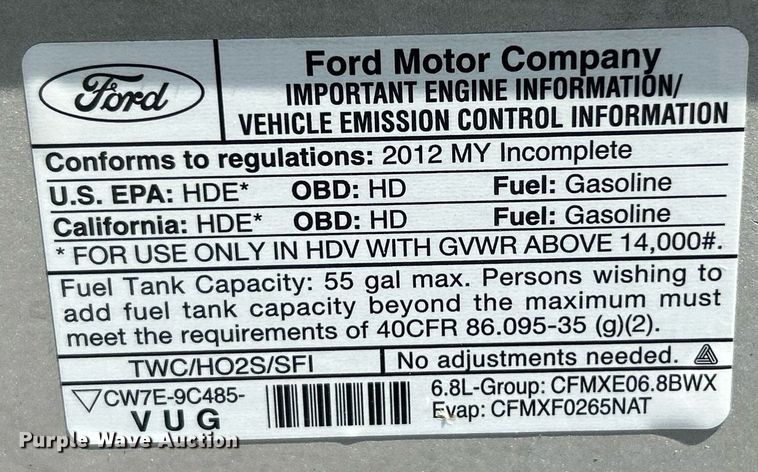 Ford
Ford Motor Company
IMPORTANT ENGINE INFORMATION/
VEHICLE EMISSION CONTROL INFORMATION
Conforms to regulations: 2012 MY Incomplete
U.S. EPA: HDE* OBD: HD Fuel: Gasoline
California: HDE* OBD: HD Fuel: Gasoline
* FOR USE ONLY IN HDV WITH GVWR ABOVE 14,000#.
Fuel Tank Capacity: 55 gal max. Persons wishing to
add fuel tank capacity beyond the maximum must
meet the requirements of 40CFR 86.095-35 (g)(2).
TWC/HO2S/SFI No adjustments needed.
CW7E-9C485-
VUG
6.8L-Group: CFMXE06.8BWX
Evap: CFMXF0265NAT
Purple Wave Auction